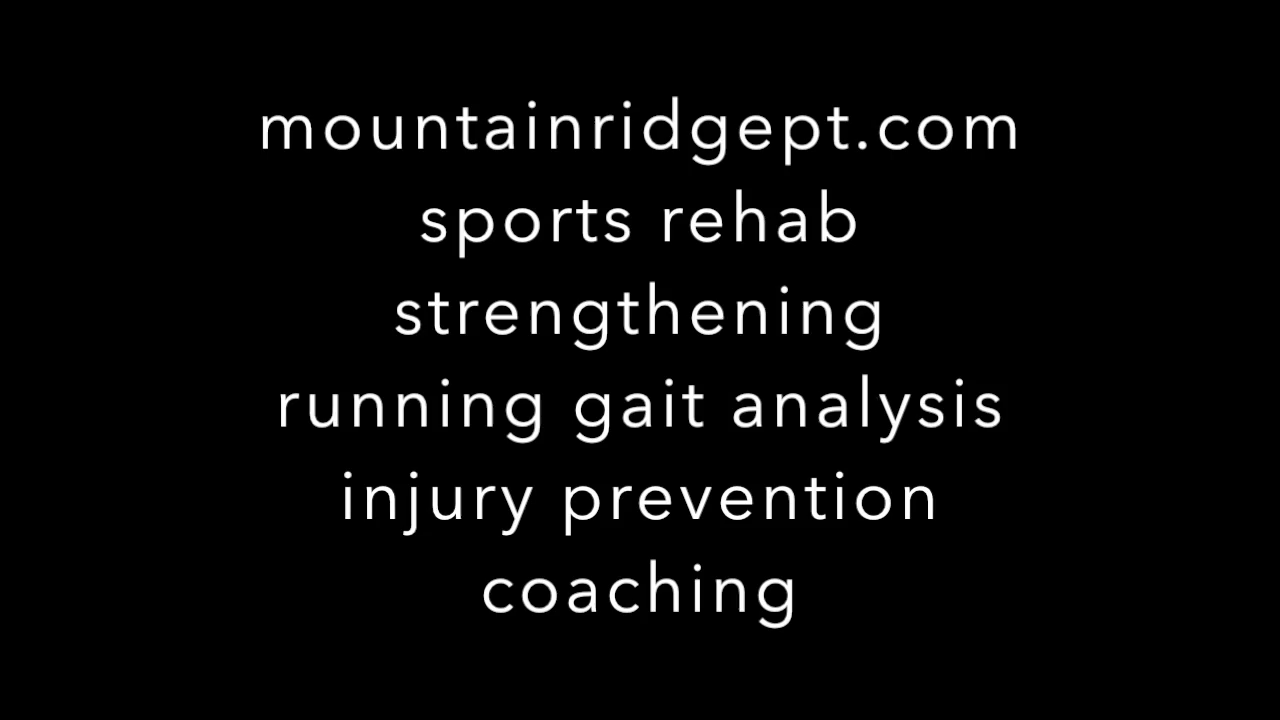 mountainridgept.com
sports rehab
strengthening
running gait analysis
injury prevention
coaching